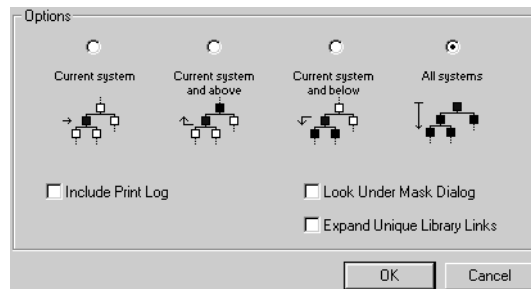 Options
Current system
Current system and above
Current system and below
All systems
Include Print Log
Look Under Mask Dialog
Expand Unique Library Links
OK
Cancel